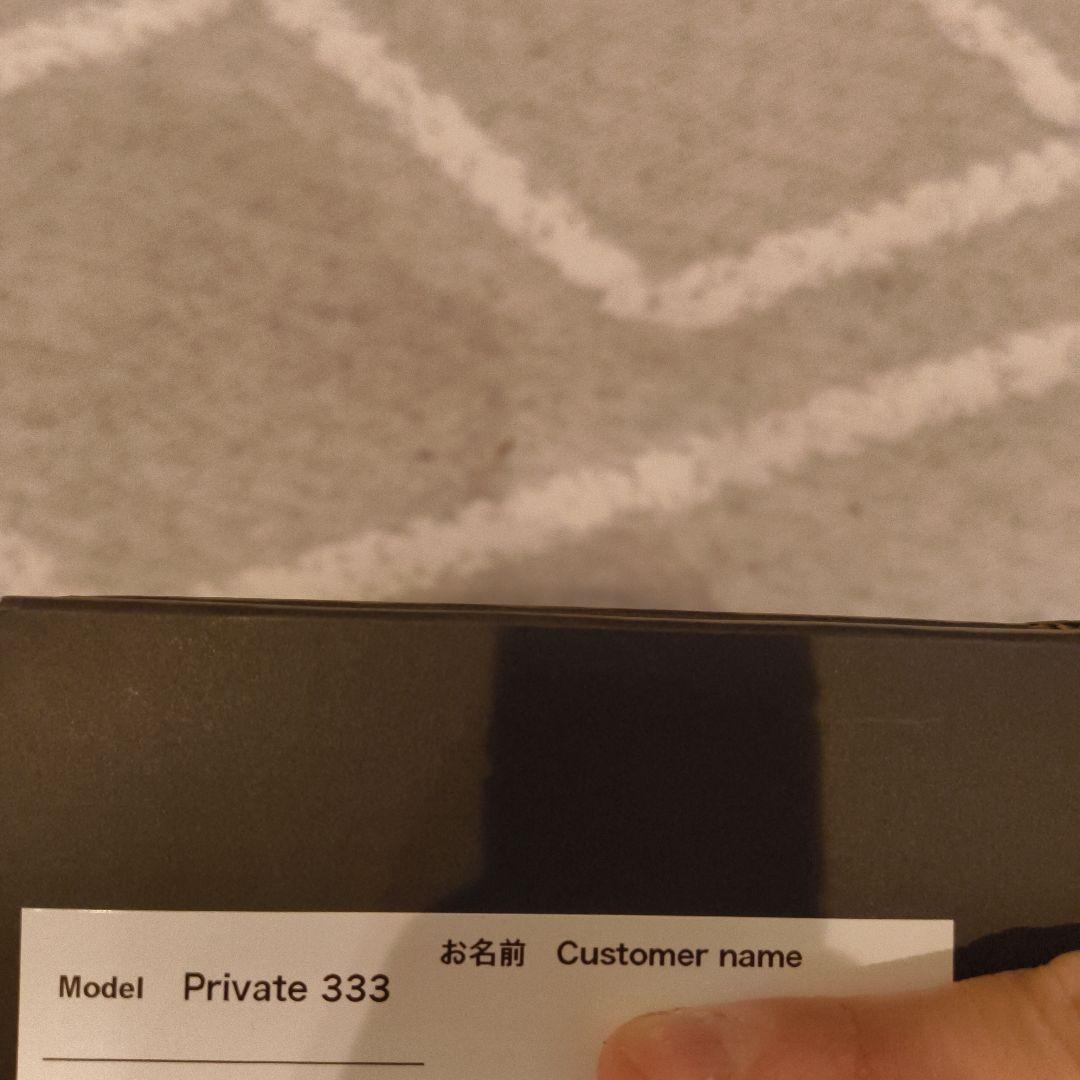 お名前 Customer name
Model Private 333